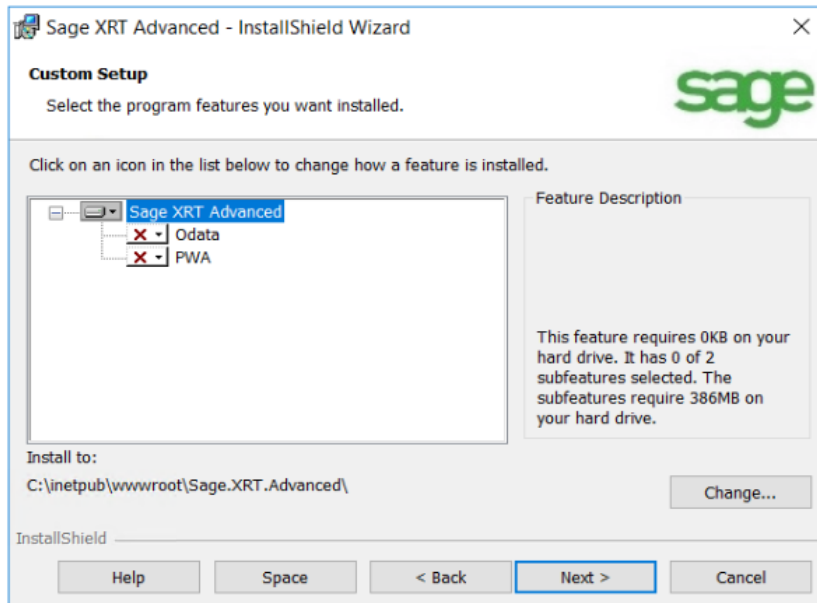 Sage XRT Advanced - InstallShield Wizard
Custom Setup
Select the program features you want installed.
sage
Click on an icon in the list below to change how a feature is installed.
Sage XRT Advanced
Odata
PWA
Feature Description
This feature requires 0KB on your
hard drive. It has 0 of 2
subfeatures selected. The
subfeatures require 386MB on
your hard drive.
Install to:
C:\inetpub\wwwroot\Sage.XRT.Advanced\
Change...
InstallShield
Help
Space
< Back
Next >
Cancel